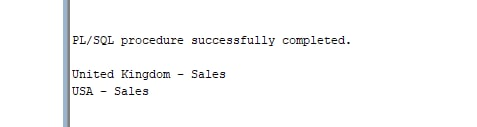 PL/SQL procedure successfully completed.
United Kingdom - Sales
USA - Sales